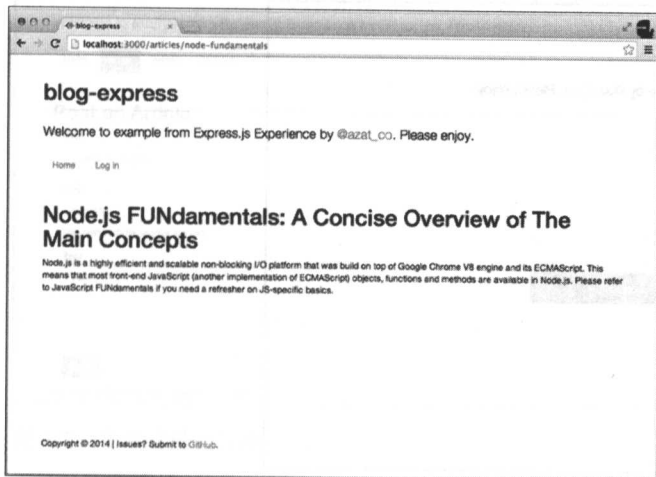 blog-express
localhost:3000/articles/node-fundamentals
blog-express
Welcome to example from Express.js Experience by @azat_co. Please enjoy.
Home Log in
Node.js FUNdamentals: A Concise Overview of The
Main Concepts
Node.js is a highly efficient and scalable non-blocking I/O platform that was build on top of Google Chrome V8 engine and its ECMAScript. This
means that most front-end JavaScript (another implementation of ECMAScript) objects, functions and methods are available in Node.js. Please refer
to JavaScript FUNdamentals if you need a refresher on JS-specific basics.
Copyright © 2014 | Issues? Submit to GitHub.